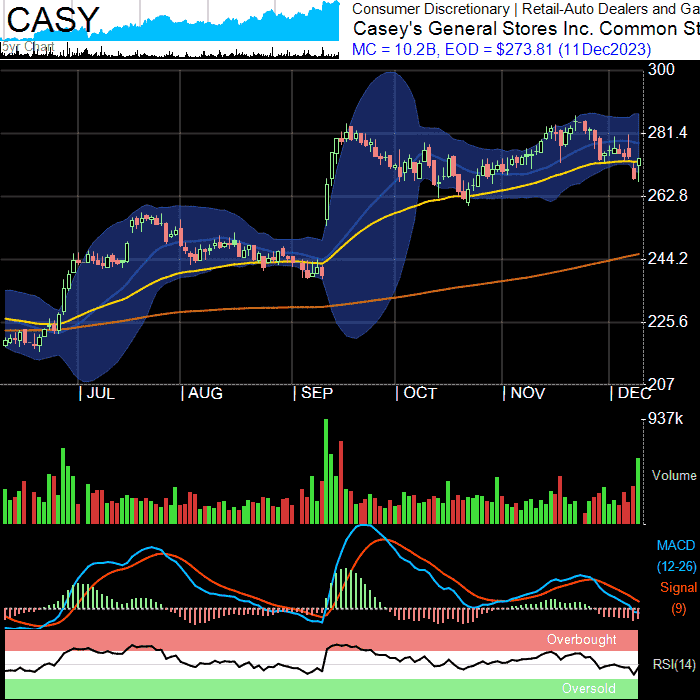 CASY
5yr Chart
Consumer Discretionary | Retail-Auto Dealers and Ga
Casey's General Stores Inc. Common St
MC = 10.2B, EOD = $273.81 (11Dec2023)
300
281.4
262.8
244.2
225.6
207
| JUL | AUG | SEP | OCT | NOV | DEC
937k
Volume
MACD
(12-26)
Signal
(9)
Overbought
RSI(14)
Oversold